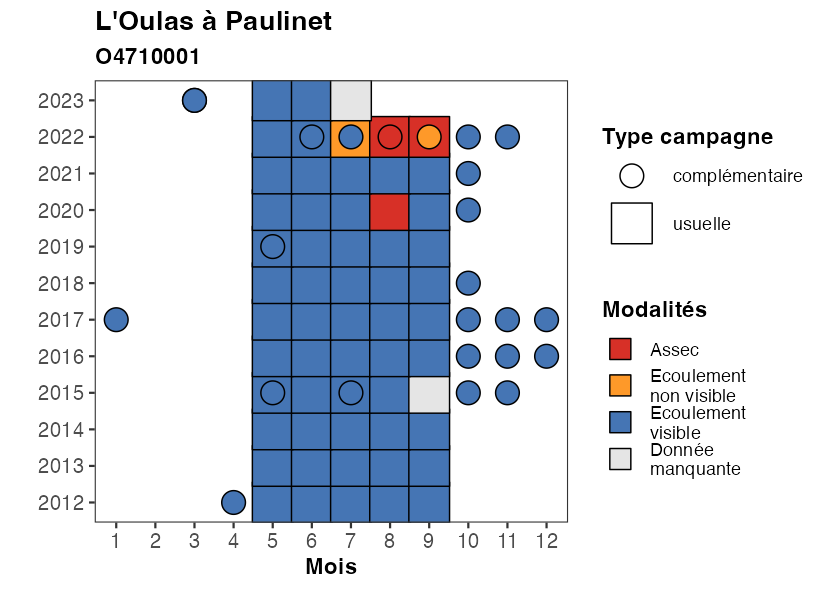 L'Oulas à Paulinet
O4710001
2023
2022
2021
2020
2019
2018
2017
2016
2015
2014
2013
2012
1 2 3 4 5 6 7 8 9 10 11 12
Mois
Type campagne
complémentaire
usuelle
Modalités
Assec
Ecoulement
non visible
Ecoulement
visible
Donnée
manquante